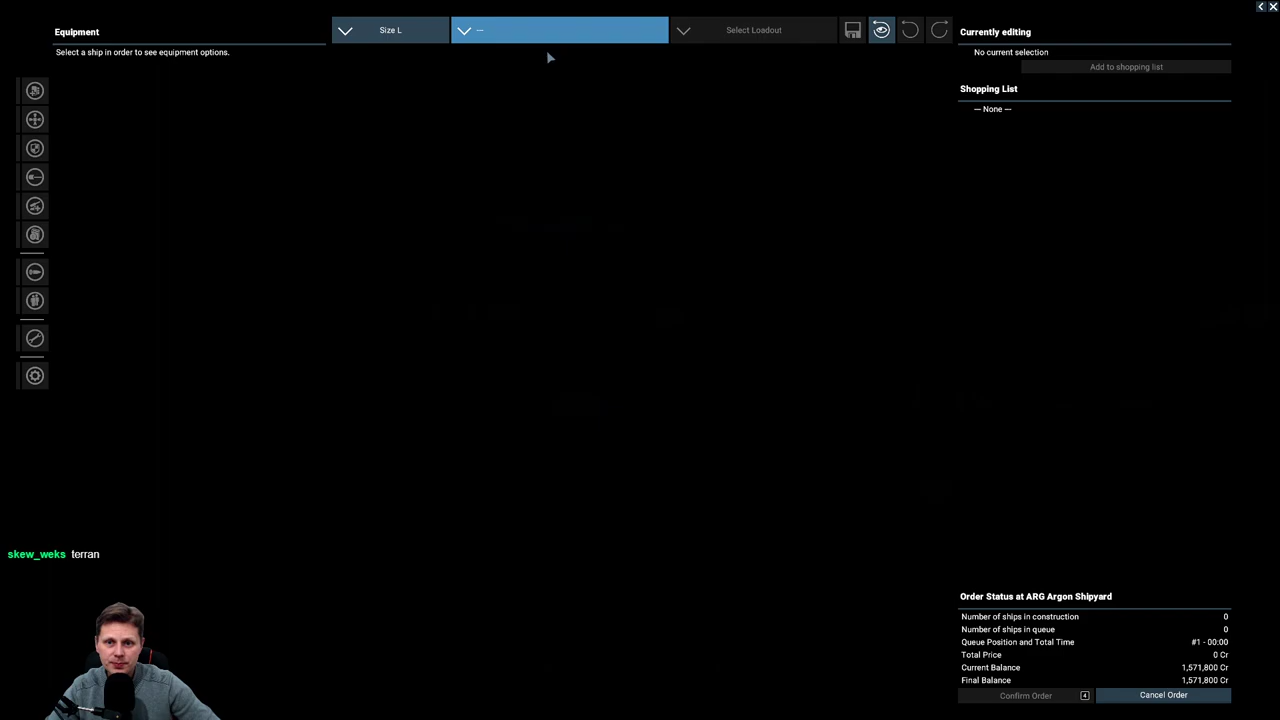 Equipment
Select a ship in order to see equipment options.
Size L
—
Select Loadout
Currently editing
No current selection
Add to shopping list
Shopping List
— None —
skew_weks terran
Order Status at ARG Argon Shipyard
Number of ships in construction 0
Number of ships in queue 0
Queue Position and Total Time #1 - 00:00
Total Price 0 Cr
Current Balance 1,571,800 Cr
Final Balance 1,571,800 Cr
Confirm Order 4
Cancel Order